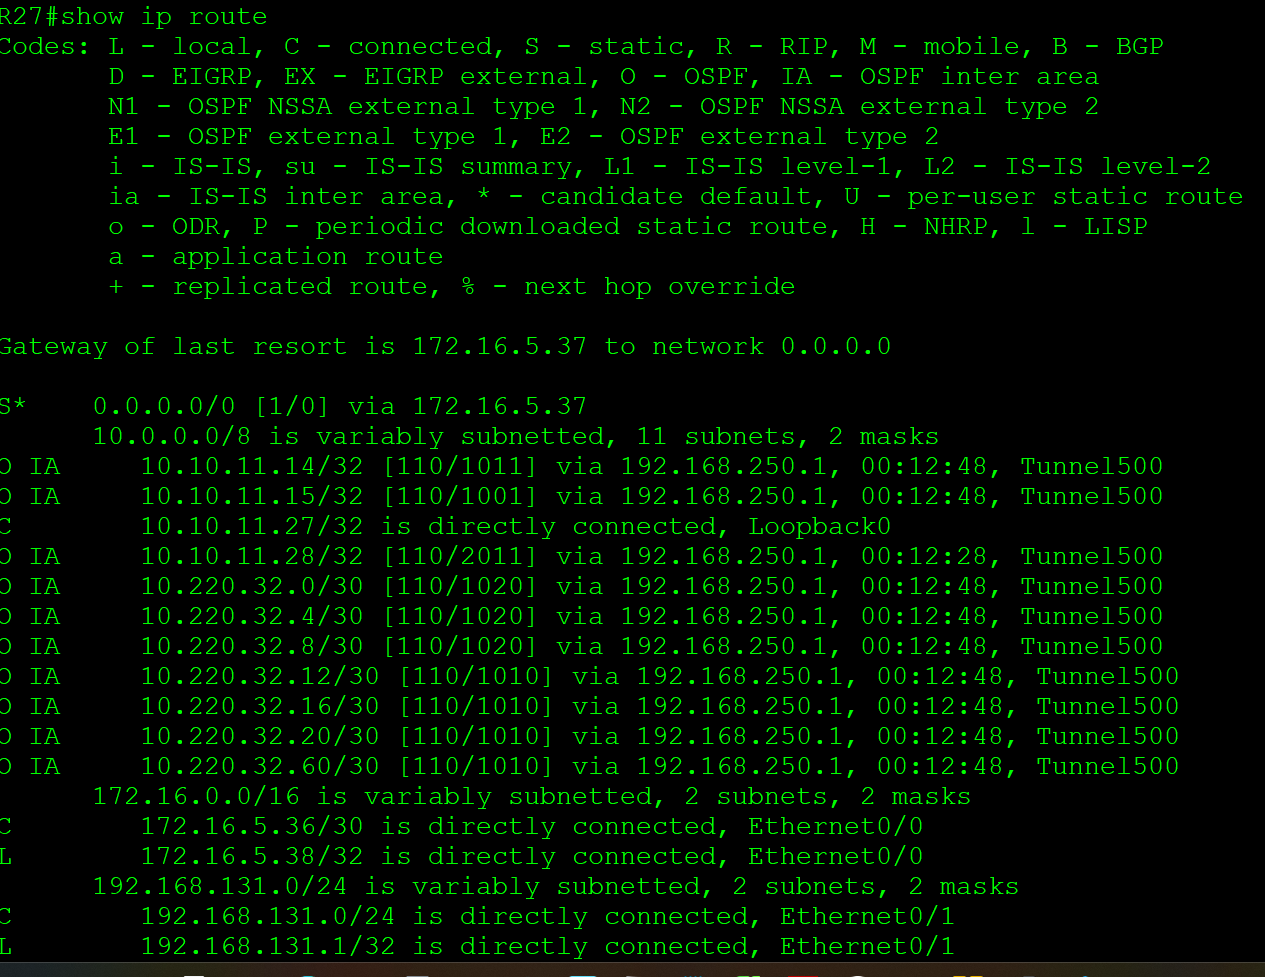 R27#show ip route
Codes: L - local, C - connected, S - static, R - RIP, M - mobile, B - BGP
D - EIGRP, EX - EIGRP external, O - OSPF, IA - OSPF inter area
N1 - OSPF NSSA external type 1, N2 - OSPF NSSA external type 2
E1 - OSPF external type 1, E2 - OSPF external type 2
i - IS-IS, su - IS-IS summary, L1 - IS-IS level-1, L2 - IS-IS level-2
ia - IS-IS inter area, * - candidate default, U - per-user static route
o - ODR, P - periodic downloaded static route, H - NHRP, l - LISP
a - application route
+ - replicated route, % - next hop override
Gateway of last resort is 172.16.5.37 to network 0.0.0.0
S* 0.0.0.0/0 [1/0] via 172.16.5.37
10.0.0.0/8 is variably subnetted, 11 subnets, 2 masks
O IA 10.10.11.14/32 [110/1011] via 192.168.250.1, 00:12:48, Tunnel500
O IA 10.10.11.15/32 [110/1001] via 192.168.250.1, 00:12:48, Tunnel500
C 10.10.11.27/32 is directly connected, Loopback0
O IA 10.10.11.28/32 [110/2011] via 192.168.250.1, 00:12:28, Tunnel500
O IA 10.220.32.0/30 [110/1020] via 192.168.250.1, 00:12:48, Tunnel500
O IA 10.220.32.4/30 [110/1020] via 192.168.250.1, 00:12:48, Tunnel500
O IA 10.220.32.8/30 [110/1020] via 192.168.250.1, 00:12:48, Tunnel500
O IA 10.220.32.12/30 [110/1010] via 192.168.250.1, 00:12:48, Tunnel500
O IA 10.220.32.16/30 [110/1010] via 192.168.250.1, 00:12:48, Tunnel500
O IA 10.220.32.20/30 [110/1010] via 192.168.250.1, 00:12:48, Tunnel500
O IA 10.220.32.60/30 [110/1010] via 192.168.250.1, 00:12:48, Tunnel500
172.16.0.0/16 is variably subnetted, 2 subnets, 2 masks
C 172.16.5.36/30 is directly connected, Ethernet0/0
L 172.16.5.38/32 is directly connected, Ethernet0/0
192.168.131.0/24 is variably subnetted, 2 subnets, 2 masks
C 192.168.131.0/24 is directly connected, Ethernet0/1
L 192.168.131.1/32 is directly connected, Ethernet0/1